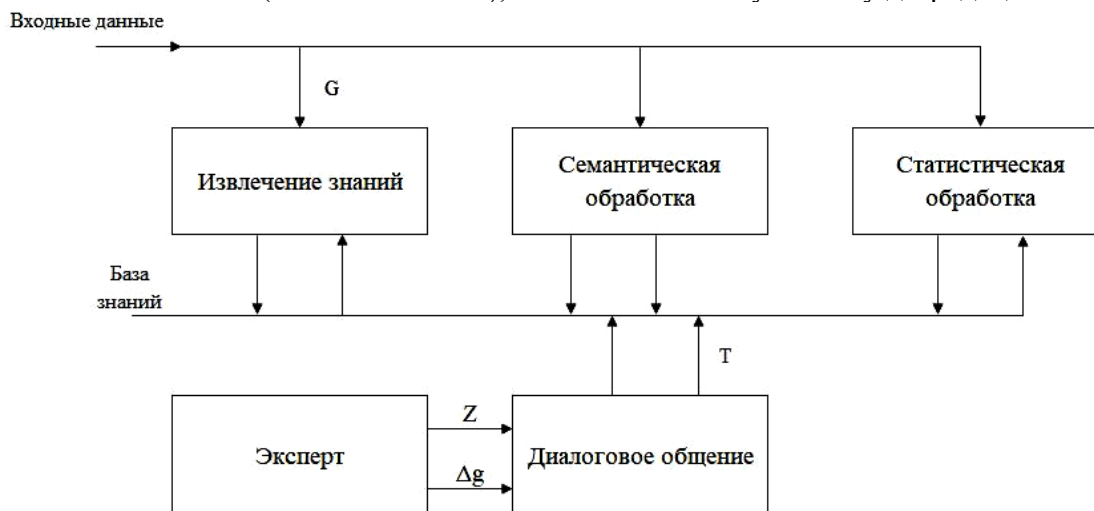 Входные данные
G
Извлечение знаний
Семантическая
обработка
Статистическая
обработка
База
знаний
T
Эксперт
Z
Δg
Диалоговое общение